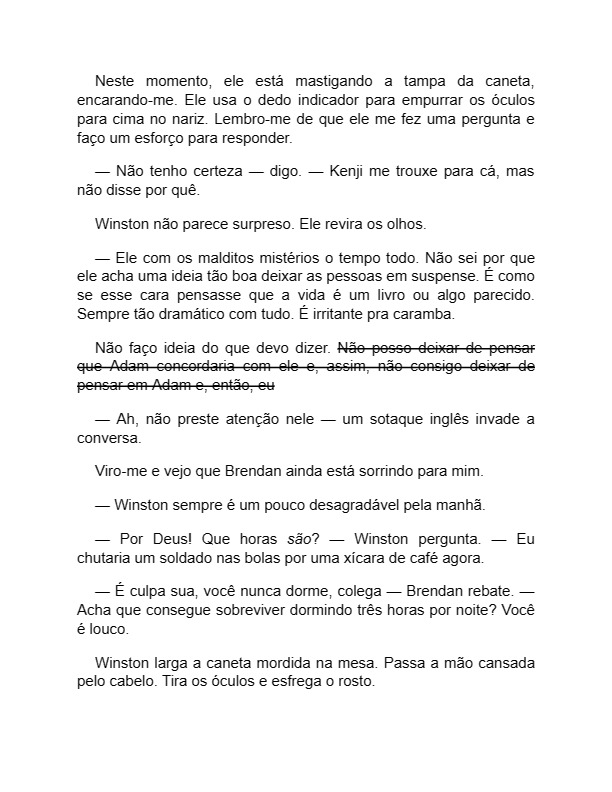 Neste momento, ele está mastigando a tampa da caneta,
encarando-me. Ele usa o dedo indicador para empurrar os óculos
para cima no nariz. Lembro-me de que ele me fez uma pergunta e
faço um esforço para responder.
— Não tenho certeza — digo. — Kenji me trouxe para cá, mas
não disse por quê.
Winston não parece surpreso. Ele revira os olhos.
— Ele com os malditos mistérios o tempo todo. Não sei por que
ele acha uma ideia tão boa deixar as pessoas em suspense. É como
se esse cara pensasse que a vida é um livro ou algo parecido.
Sempre tão dramático com tudo. É irritante pra caramba.
Não faço ideia do que devo dizer. Não posso deixar de pensar
que Adam concordaria com ele e, assim, não consigo deixar de
pensar em Adam e, então, eu
— Ah, não preste atenção nele — um sotaque inglês invade a
conversa.
Viro-me e vejo que Brendan ainda está sorrindo para mim.
— Winston sempre é um pouco desagradável pela manhã.
— Por Deus! Que horas são? — Winston pergunta. — Eu
chutaria um soldado nas bolas por uma xícara de café agora.
— É culpa sua, você nunca dorme, colega — Brendan rebate. —
Acha que consegue sobreviver dormindo três horas por noite? Você
é louco.
Winston larga a caneta mordida na mesa. Passa a mão cansada
pelo cabelo. Tira os óculos e esfrega o rosto.